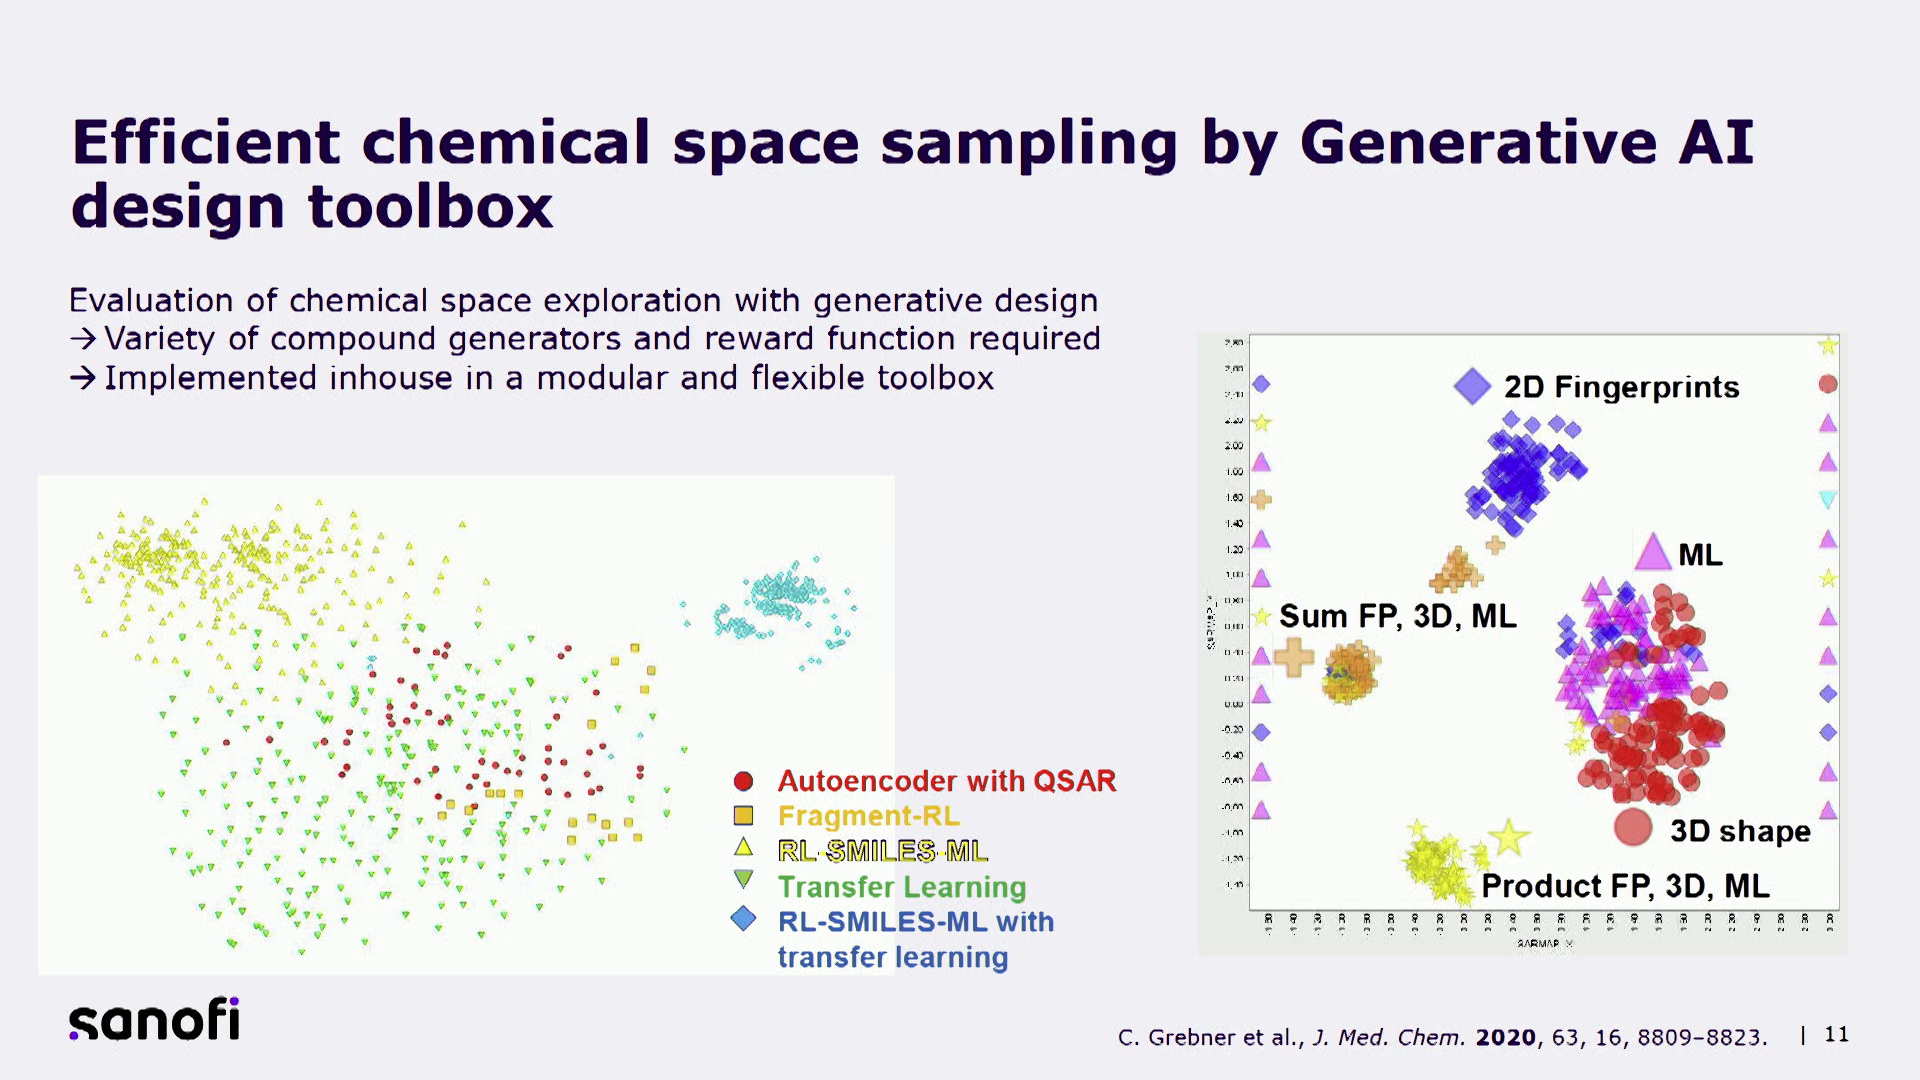 Efficient chemical space sampling by Generative AI
design toolbox
Evaluation of chemical space exploration with generative design
→ Variety of compound generators and reward function required
→ Implemented inhouse in a modular and flexible toolbox
Autoencoder with QSAR
Fragment-RL
RL-SMILES-ML
Transfer Learning
RL-SMILES-ML with
transfer learning
2D Fingerprints
ML
Sum FP, 3D, ML
3D shape
Product FP, 3D, ML
sanofi
C. Grebner et al., J. Med. Chem. 2020, 63, 16, 8809–8823.
| 11